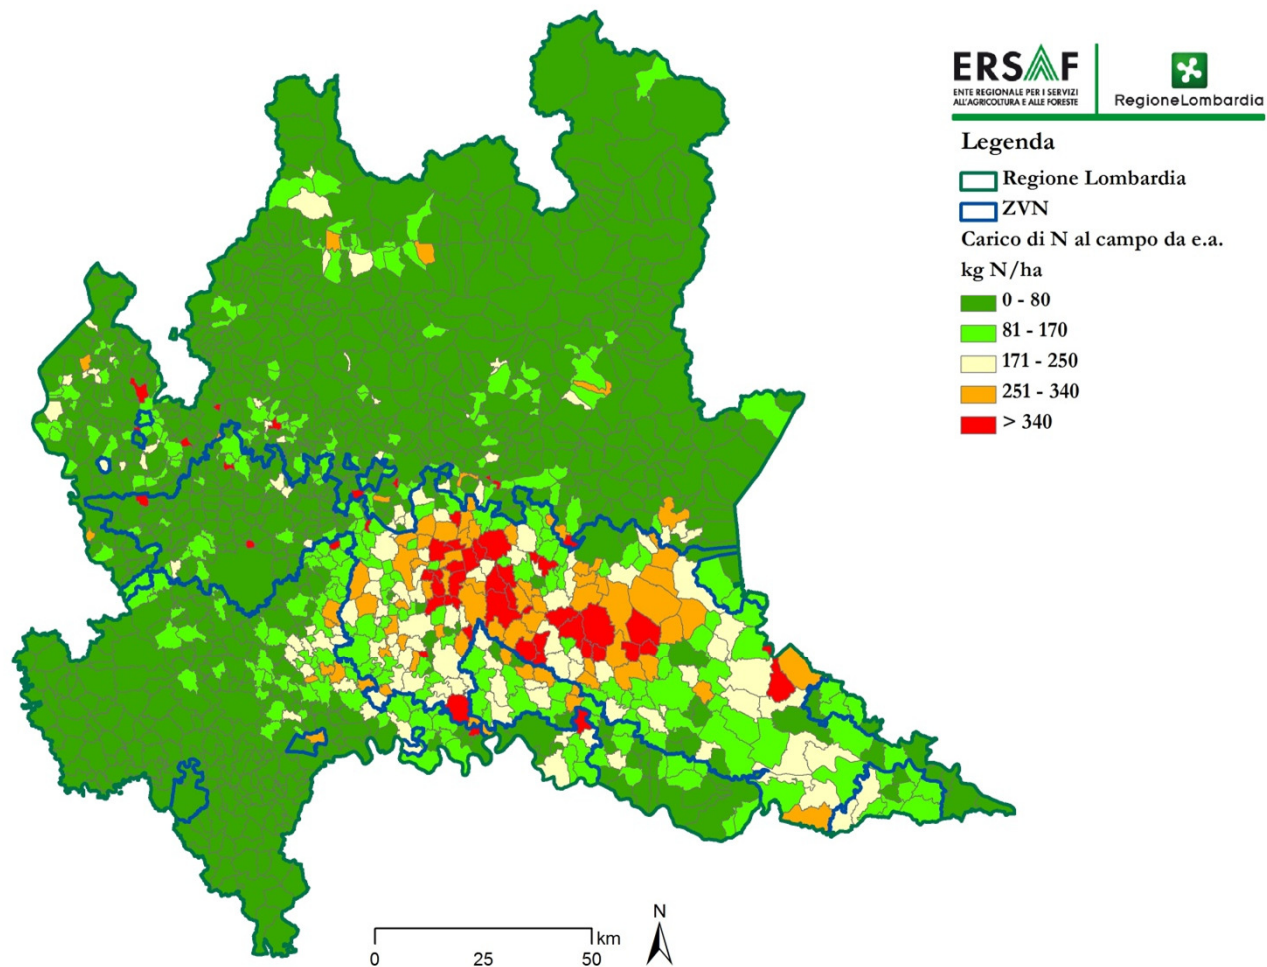 ERSAF
ENTE REGIONALE PER I SERVIZI
ALL'AGRICOLTURA E ALLE FORESTE
RegioneLombardia
Legenda
Regione Lombardia
ZVN
Carico di N al campo da e.a.
kg N/ha
0 - 80
81 - 170
171 - 250
251 - 340
> 340
N
km
0 25 50